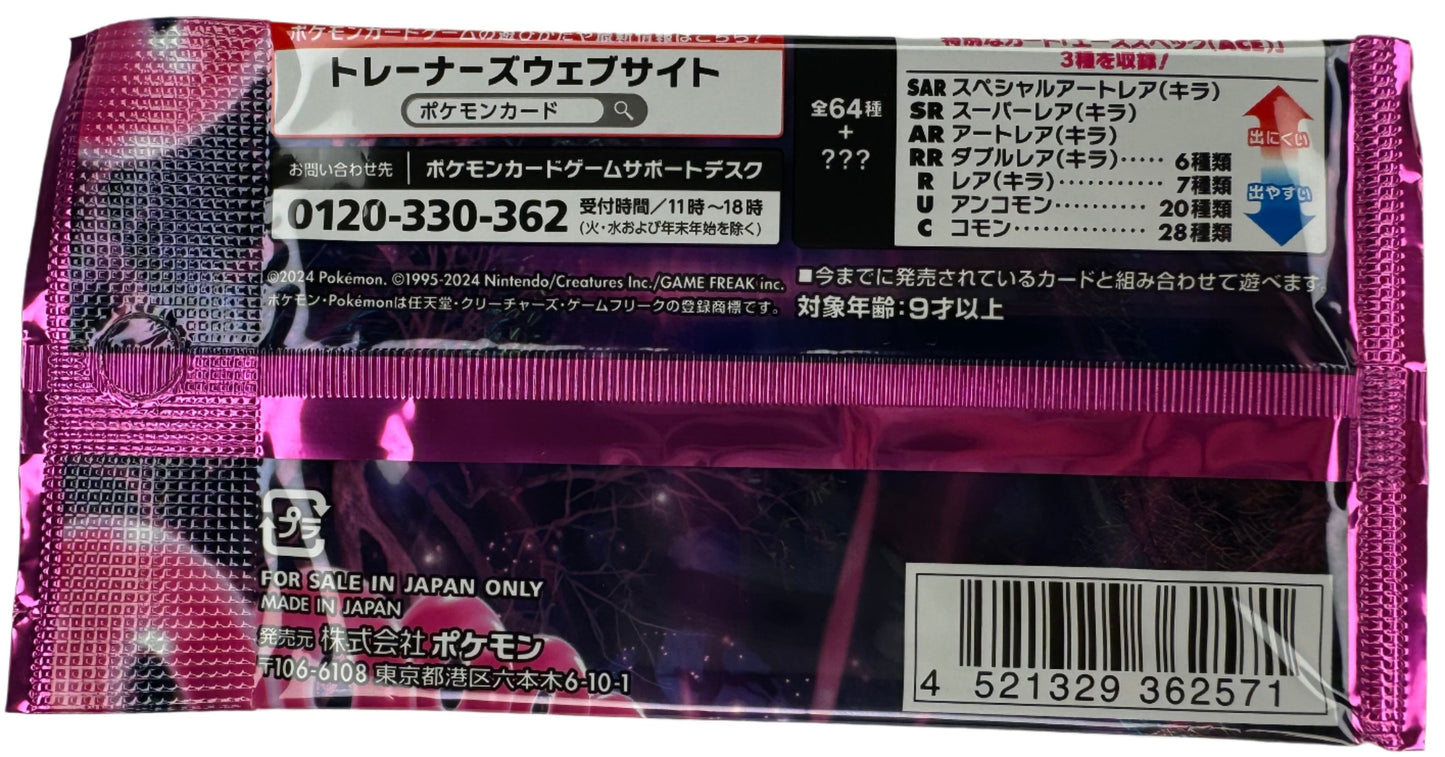 ポケモンカードゲームの遊びかたや最新情報はこちら!
トレーナーズウェブサイト
ポケモンカード
お問い合わせ先 ポケモンカードゲームサポートデスク
0120-330-362 受付時間／11時～18時
(火・水および年末年始を除く)
©2024 Pokémon. ©1995-2024 Nintendo/Creatures Inc./GAME FREAK inc.
ポケモン・Pokémonは任天堂・クリーチャーズ・ゲームフリークの登録商標です。
特別なカード「エーススペック(ACE)」
3種を収録!
全64種
+
???
SAR スペシャルアートレア(キラ)
SR スーパーレア(キラ)
AR アートレア(キラ)
RR ダブルレア(キラ)····· 6種類
R レア(キラ)··········· 7種類
U アンコモン··········· 20種類
C コモン·············· 28種類
出にくい
出やすい
■今までに発売されているカードと組み合わせて遊べます。
対象年齢：9才以上
プラ
FOR SALE IN JAPAN ONLY
MADE IN JAPAN
発売元 株式会社ポケモン
〒106-6108 東京都港区六本木6-10-1
4 521329 362571